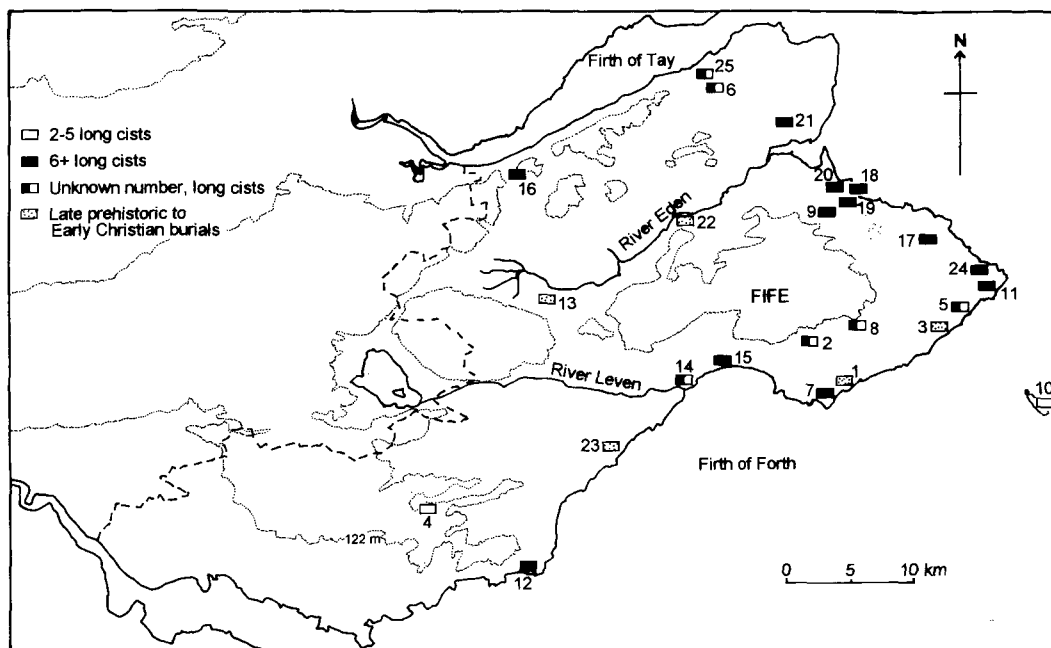 N
Firth of Tay
25
6
2-5 long cists
21
6+ long cists
Unknown number, long cists
16
20
18
Late prehistoric to
Early Christian burials
9
19
River Eden
22
17
24
FIFE
11
13
5
3
8
2
15
14
1
River Leven
7
10
23
Firth of Forth
4
122 m
12
0 5 10 km